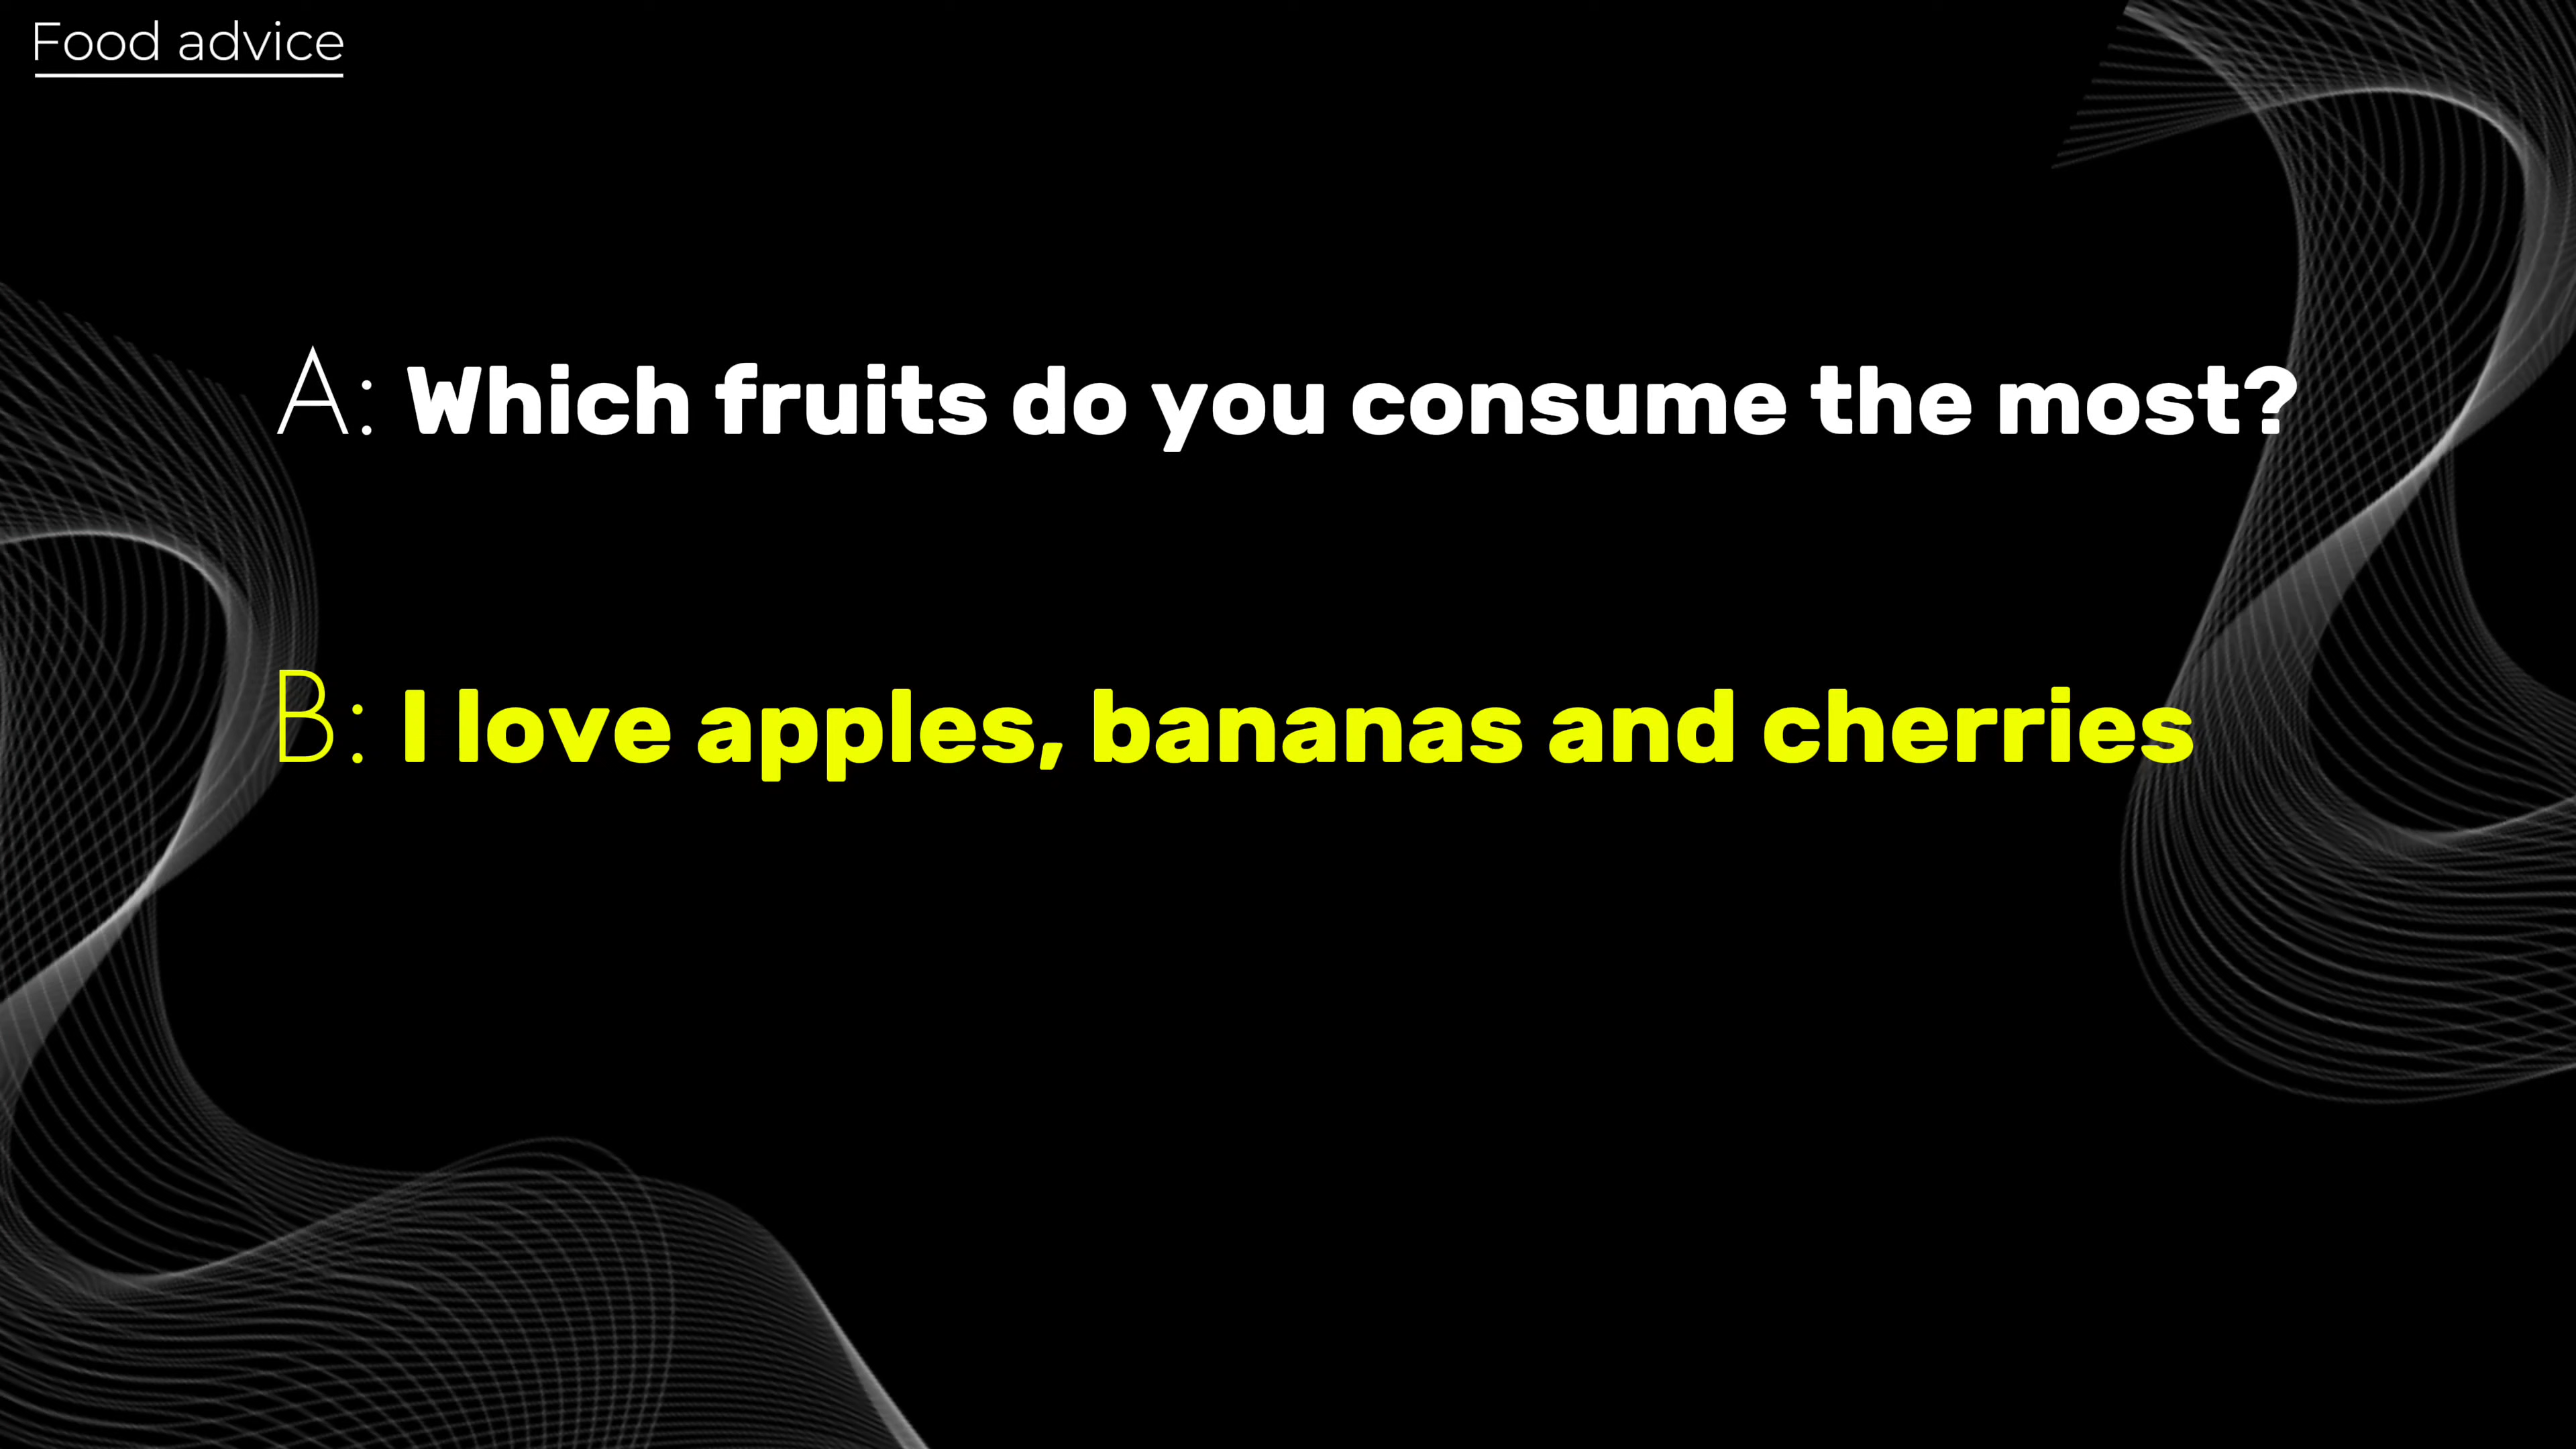 Food advice
A: Which fruits do you consume the most?
B: I love apples, bananas and cherries